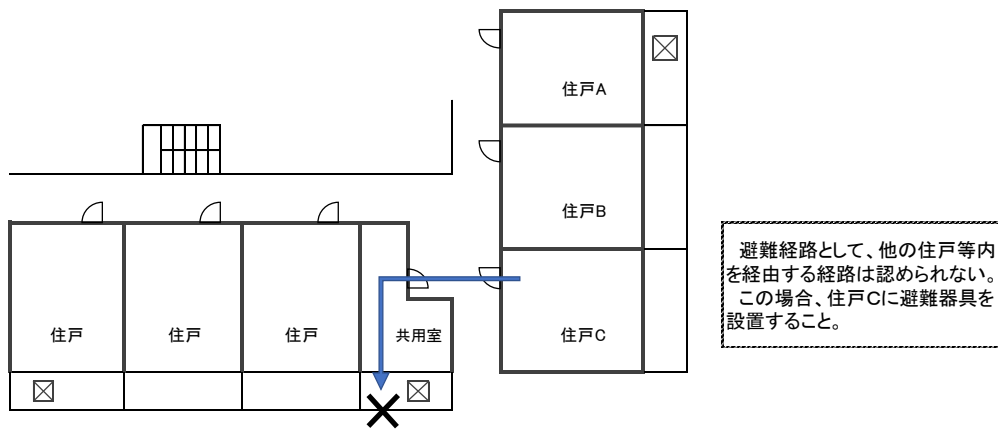 住戸A
住戸B
住戸C
住戸
住戸
住戸
共用室
避難経路として、他の住戸等内
を経由する経路は認められない。
この場合、住戸Cに避難器具を
設置すること。